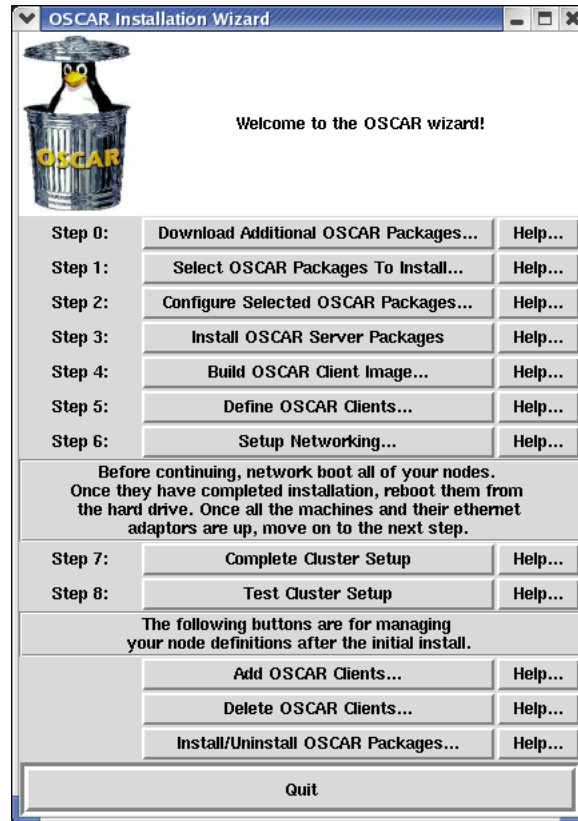 OSCAR Installation Wizard
OSCAR
Welcome to the OSCAR wizard!
Step 0: Download Additional OSCAR Packages... Help...
Step 1: Select OSCAR Packages To Install... Help...
Step 2: Configure Selected OSCAR Packages... Help...
Step 3: Install OSCAR Server Packages Help...
Step 4: Build OSCAR Client Image... Help...
Step 5: Define OSCAR Clients... Help...
Step 6: Setup Networking... Help...
Before continuing, network boot all of your nodes.
Once they have completed installation, reboot them from
the hard drive. Once all the machines and their ethernet
adaptors are up, move on to the next step.
Step 7: Complete Cluster Setup Help...
Step 8: Test Cluster Setup Help...
The following buttons are for managing
your node definitions after the initial install.
Add OSCAR Clients... Help...
Delete OSCAR Clients... Help...
Install/Uninstall OSCAR Packages... Help...
Quit